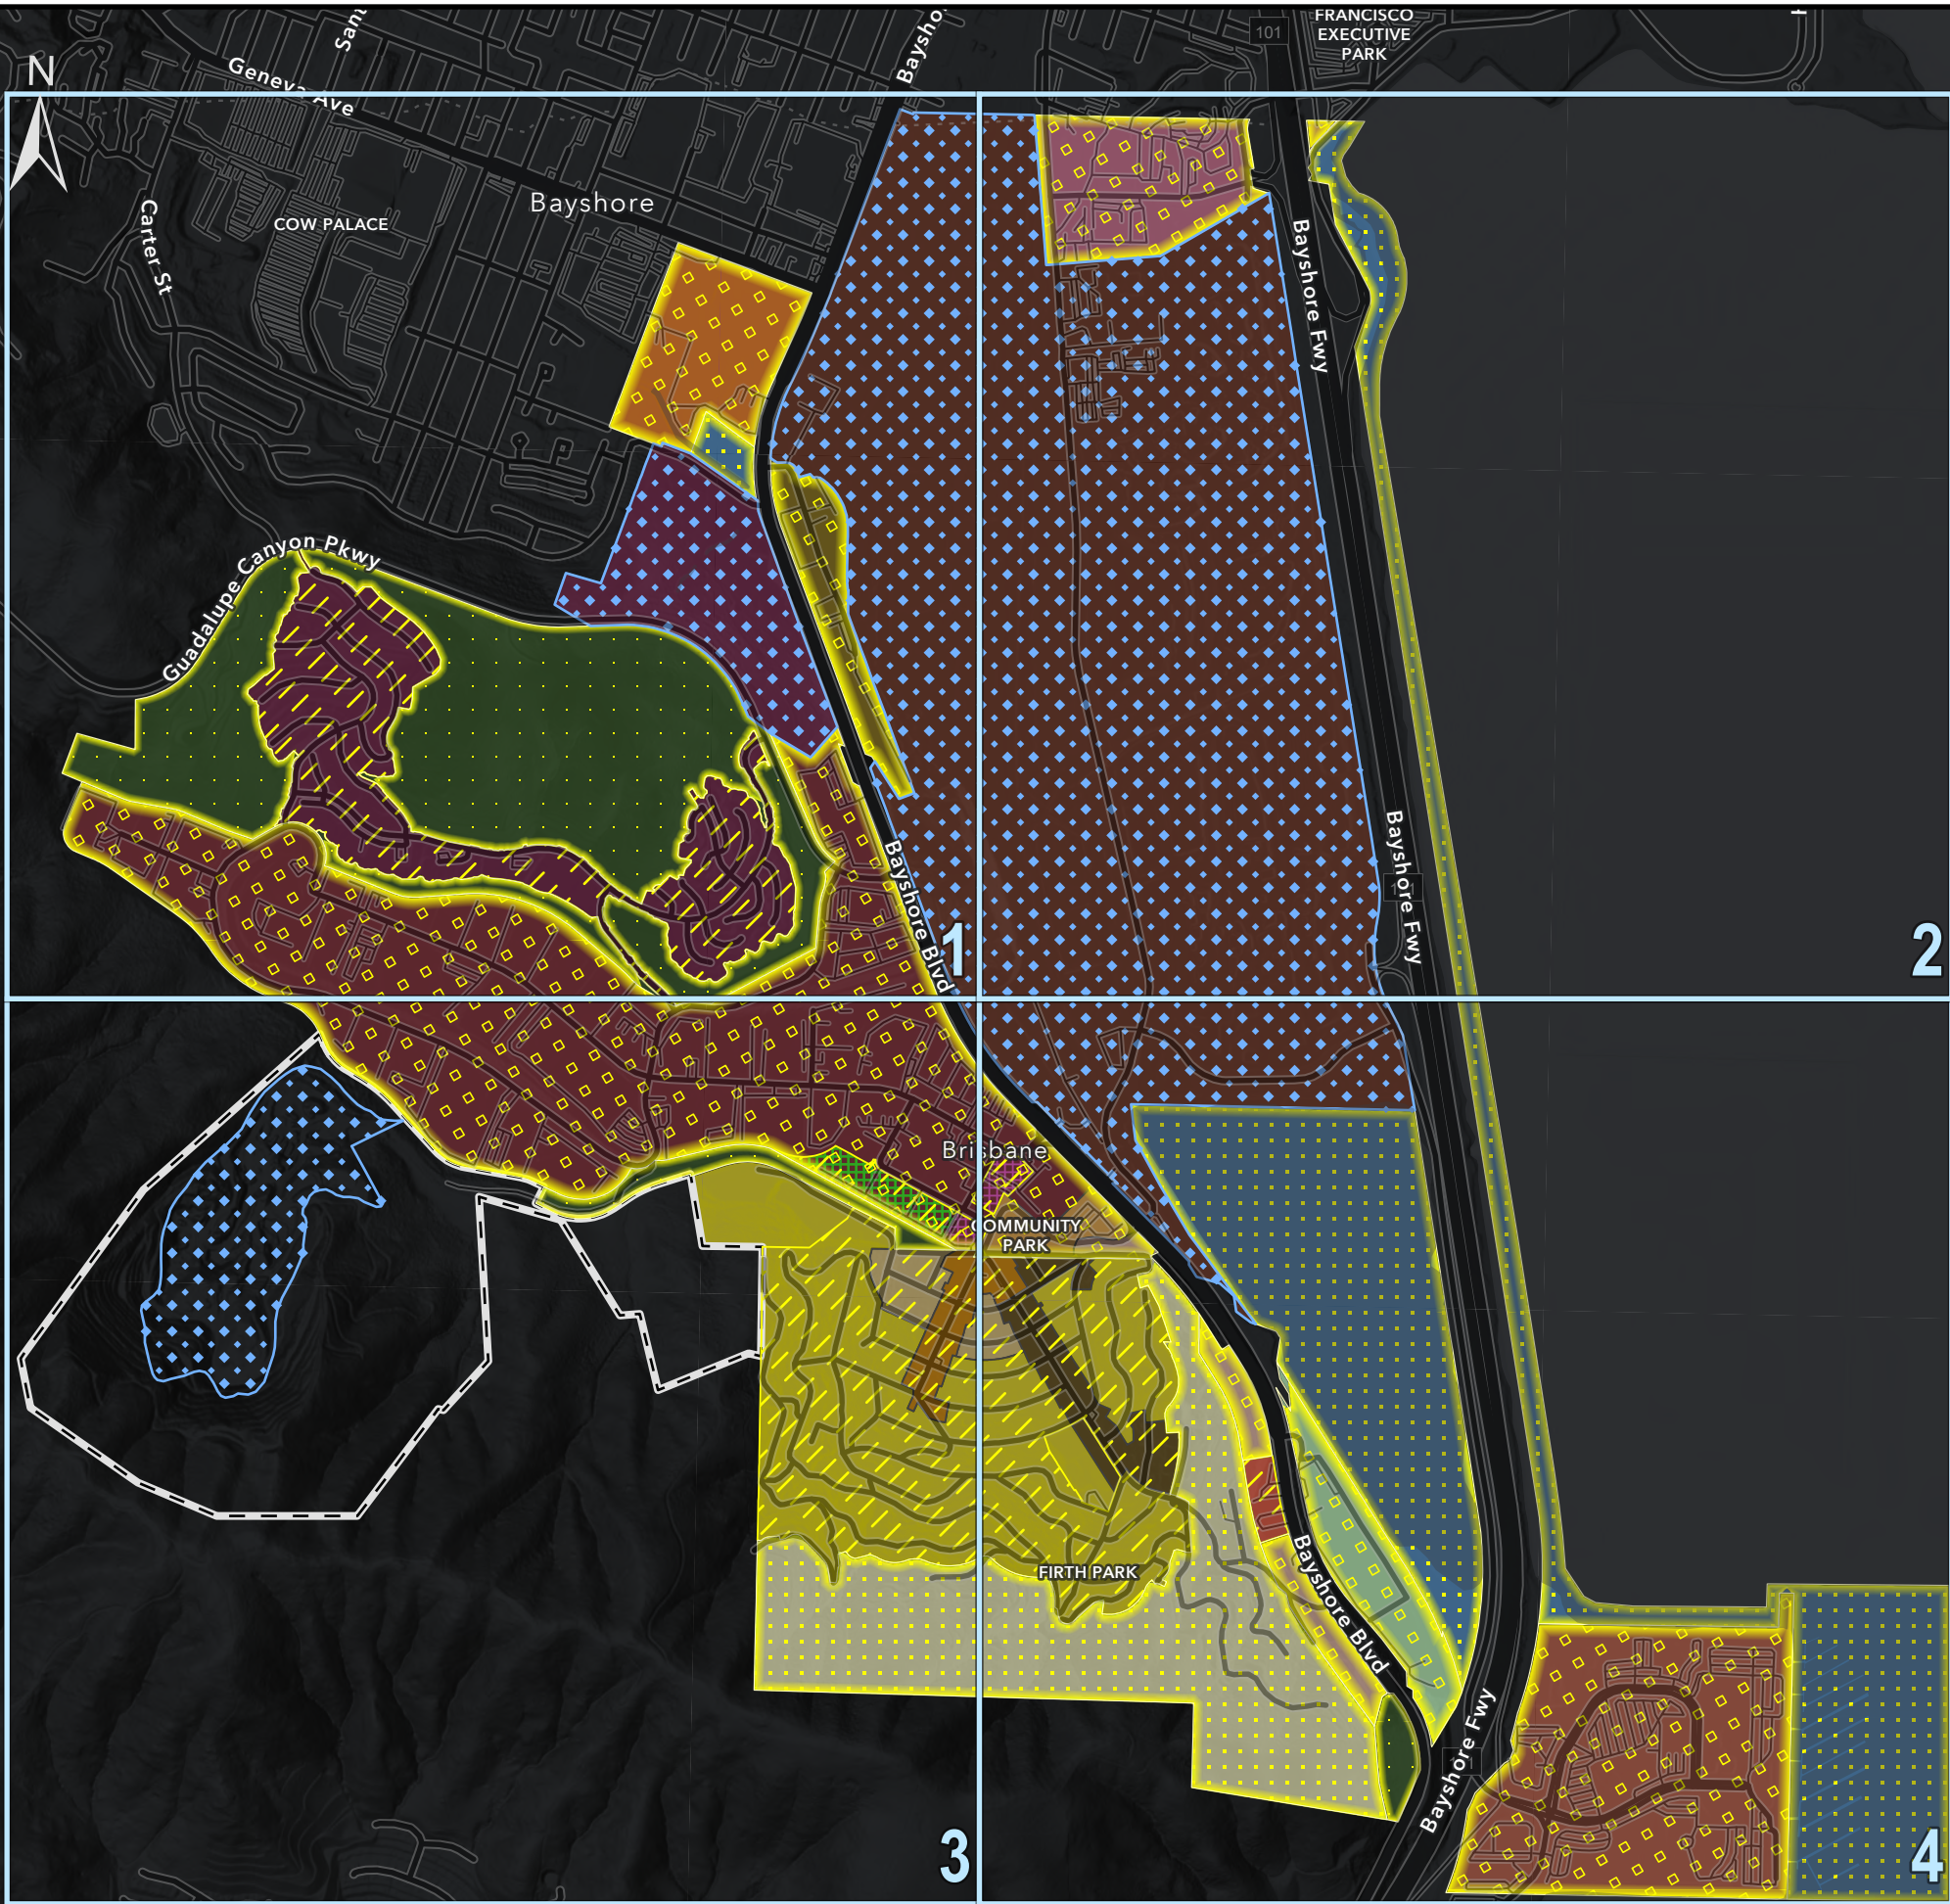 FRANCISCO
EXECUTIVE
PARK
101
Geneva Ave
N
Bayshore
COW PALACE
Carter St
Bayshore Fwy
Guadalupe Canyon Pkwy
Bayshore Fwy
Bayshore Blvd
1
2
Brisbane
COMMUNITY
PARK
FIRTH PARK
Bayshore Blvd
Bayshore Fwy
3
4